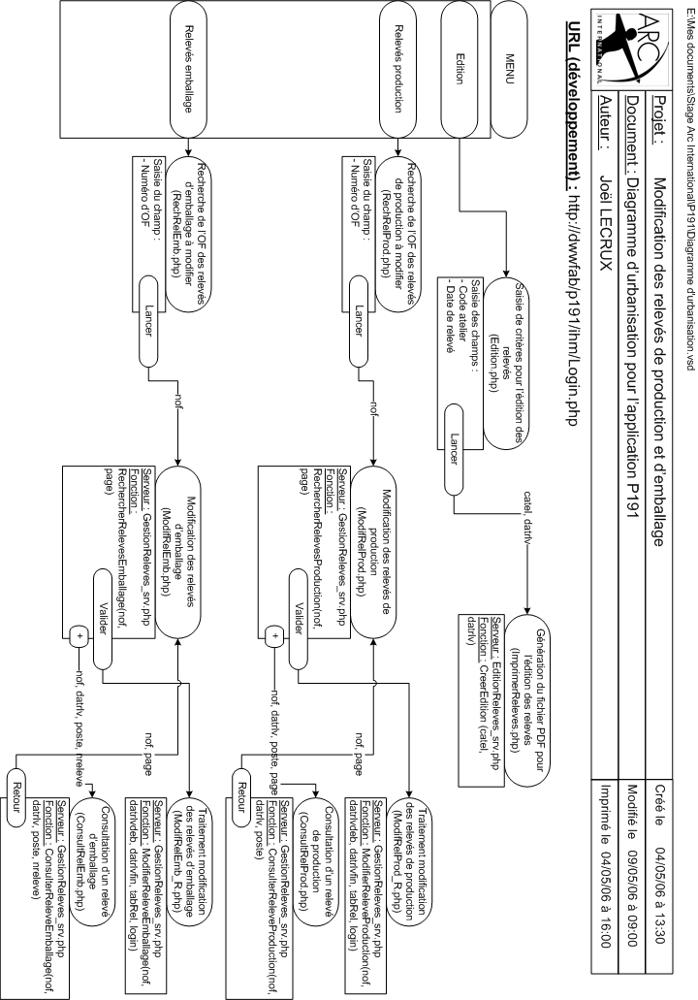 E:\Mes documents\Stage Arc International\P191\Diagramme d'urbanisation.vsd
ARC
INTERNATIONAL
Projet : Modification des relevés de production et d'emballage
Document : Diagramme d'urbanisation pour l'application P191
Auteur : Joël LECRUX
Créé le 04/05/06 à 13:30
Modifié le 09/05/06 à 09:00
Imprimé le 04/05/06 à 16:00
URL (développement) : http://dwwfab/p191/ihm/Login.php
MENU
Edition
Saisie de critères pour l'édition des
relevés
(Edition.php)
Saisie des champs :
- Code atelier
- Date de relevé
Lancer
catel, datrlv
Génération du fichier PDF pour
l'édition des relevés
(ImprimerReleves.php)
Serveur : EditionReleves_srv.php
Fonction : CreerEdition (catel,
datrlv)
Relevés production
Recherche de l'OF des relevés
de production à modifier
(RechRelProd.php)
Saisie du champ :
- Numéro d'OF
Lancer
nof
Modification des relevés de
production
(ModifRelProd.php)
Serveur : GestionReleves_srv.php
Fonction :
RechercherRelevesProduction(nof,
page)
Valider
+
nof, page
nof, datrlv, poste, page
Traitement modification
des relevés de production
(ModifRelProd_R.php)
Serveur : GestionReleves_srv.php
Fonction : ModifierReleveProduction(nof,
datrlvdeb, datrlvfin, tabRel, login)
Consultation d'un relevé
de production
(ConsultRelProd.php)
Serveur : GestionReleves_srv.php
Fonction : ConsulterReleveProduction(nof,
datrlv, poste)
Retour
Relevés emballage
Recherche de l'OF des relevés
d'emballage à modifier
(RechRelEmb.php)
Saisie du champ :
- Numéro d'OF
Lancer
nof
Modification des relevés
d'emballage
(ModifRelEmb.php)
Serveur : GestionReleves_srv.php
Fonction :
RechercherRelevesEmballage(nof,
page)
Valider
+
nof, page
nof, datrlv, poste, nreleve
Traitement modification
des relevés d'emballage
(ModifRelEmb_R.php)
Serveur : GestionReleves_srv.php
Fonction : ModifierReleveEmballage(nof,
datrlvdeb, datrlvfin, tabRel, login)
Consultation d'un relevé
d'emballage
(ConsultRelEmb.php)
Serveur : GestionReleves_srv.php
Fonction : ConsulterReleveEmballage(nof,
datrlv, poste, nreleve)
Retour